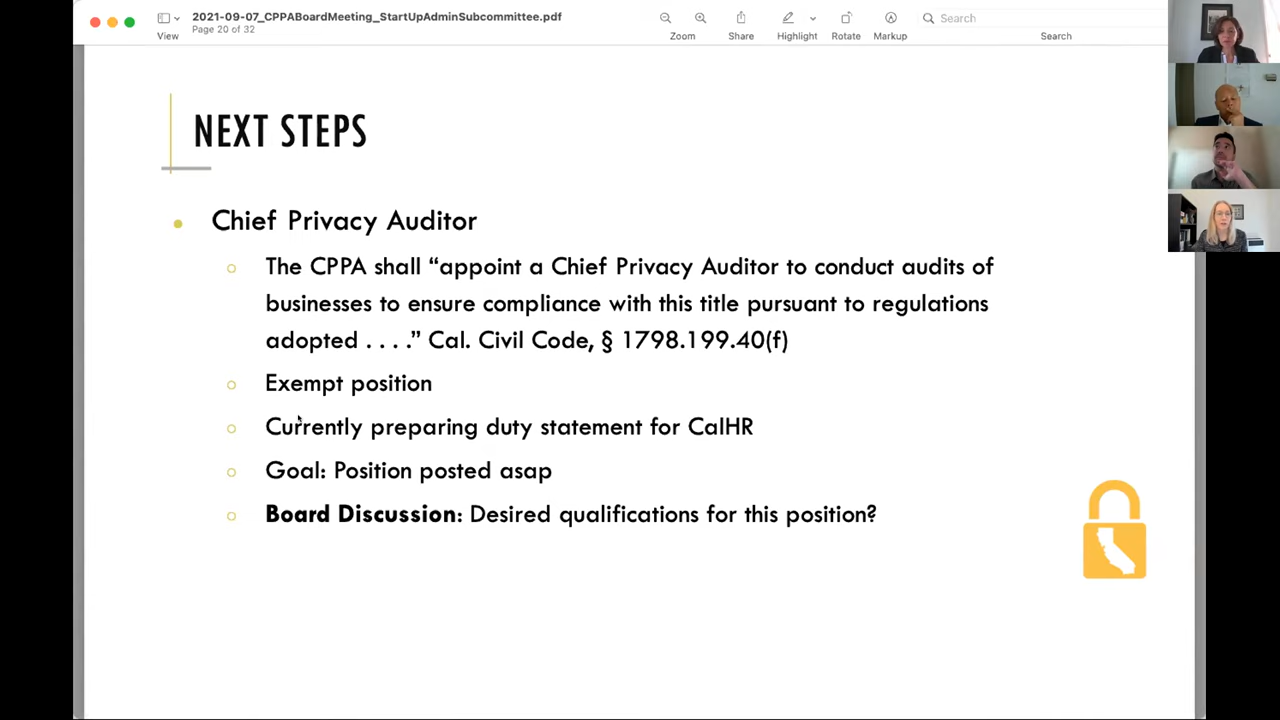 2021-09-07_CPPABoardMeeting_StartUpAdminSubcommittee.pdf
Page 20 of 32
View
Zoom
Share
Highlight
Rotate
Markup
Search
Search
NEXT STEPS
Chief Privacy Auditor
The CPPA shall “appoint a Chief Privacy Auditor to conduct audits of
businesses to ensure compliance with this title pursuant to regulations
adopted . . . .” Cal. Civil Code, § 1798.199.40(f)
Exempt position
Currently preparing duty statement for CalHR
Goal: Position posted asap
Board Discussion: Desired qualifications for this position?